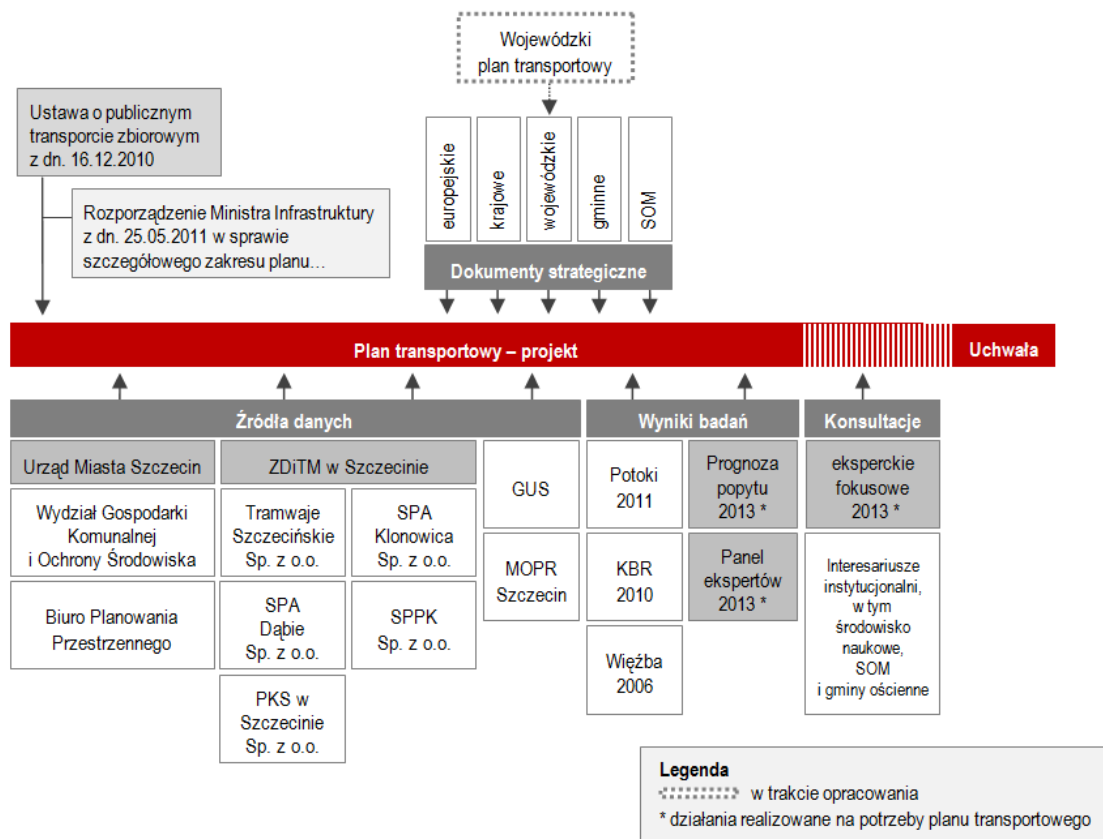 Wojewódzki
plan transportowy
Ustawa o publicznym
transporcie zbiorowym
z dn. 16.12.2010
Rozporządzenie Ministra Infrastruktury
z dn. 25.05.2011 w sprawie
szczegółowego zakresu planu…
europejskie
krajowe
wojewódzkie
gminne
SOM
Dokumenty strategiczne
Plan transportowy – projekt
Uchwała
Źródła danych
Urząd Miasta Szczecin
Wydział Gospodarki
Komunalnej
i Ochrony Środowiska
Biuro Planowania
Przestrzennego
ZDiTM w Szczecinie
Tramwaje
Szczecińskie
Sp. z o.o.
SPA
Dąbie
Sp. z o.o.
PKS w
Szczecinie
Sp. z o.o.
SPA
Klonowica
Sp. z o.o.
SPPK
Sp. z o.o.
GUS
MOPR
Szczecin
Wyniki badań
Potoki
2011
KBR
2010
Więźba
2006
Prognoza
popytu
2013 *
Panel
ekspertów
2013 *
Konsultacje
eksperckie
fokusowe
2013 *
Interesariusze
instytucjonalni,
w tym
środowisko
naukowe,
SOM
i gminy ościenne
Legenda
w trakcie opracowania
* działania realizowane na potrzeby planu transportowego